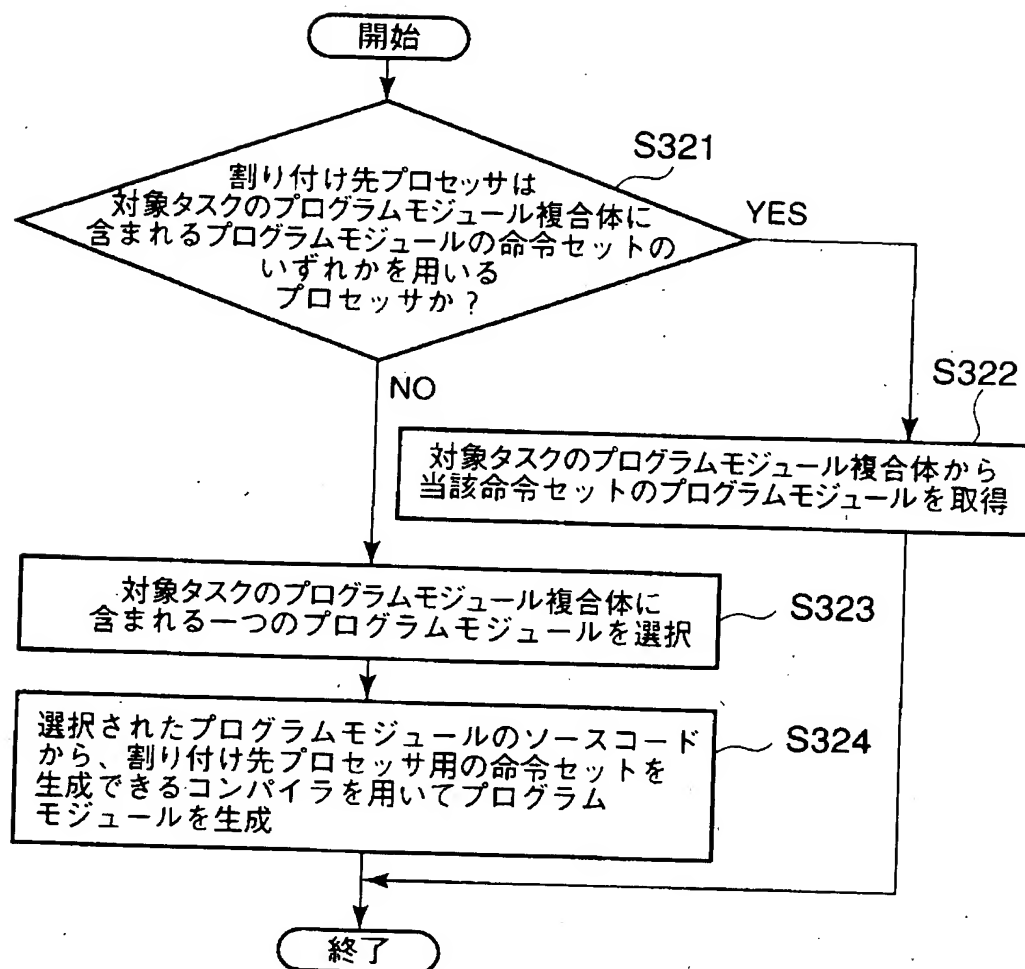 開始
S321
割り付け先プロセッサは
対象タスクのプログラムモジュール複合体に
含まれるプログラムモジュールの命令セットの
いずれかを用いる
プロセッサか？
YES
NO
S322
対象タスクのプログラムモジュール複合体から
当該命令セットのプログラムモジュールを取得
対象タスクのプログラムモジュール複合体に
含まれる一つのプログラムモジュールを選択
S323
選択されたプログラムモジュールのソースコード
から、割り付け先プロセッサ用の命令セットを
生成できるコンパイラを用いてプログラム
モジュールを生成
S324
終了